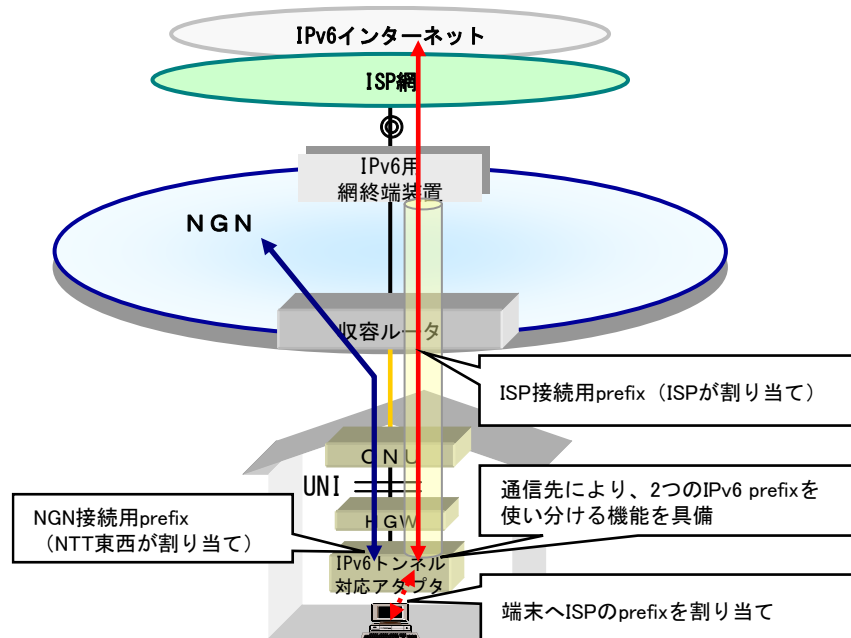 IPv6インターネット
ISP網
IPv6用
網終端装置
NGN
収容ルータ
ISP接続用prefix（ISPが割り当て）
ONU
UNI
通信先により、2つのIPv6 prefixを
使い分ける機能を具備
HGW
NGN接続用prefix
（NTT東西が割り当て）
IPv6トンネル
対応アダプタ
端末へISPのprefixを割り当て